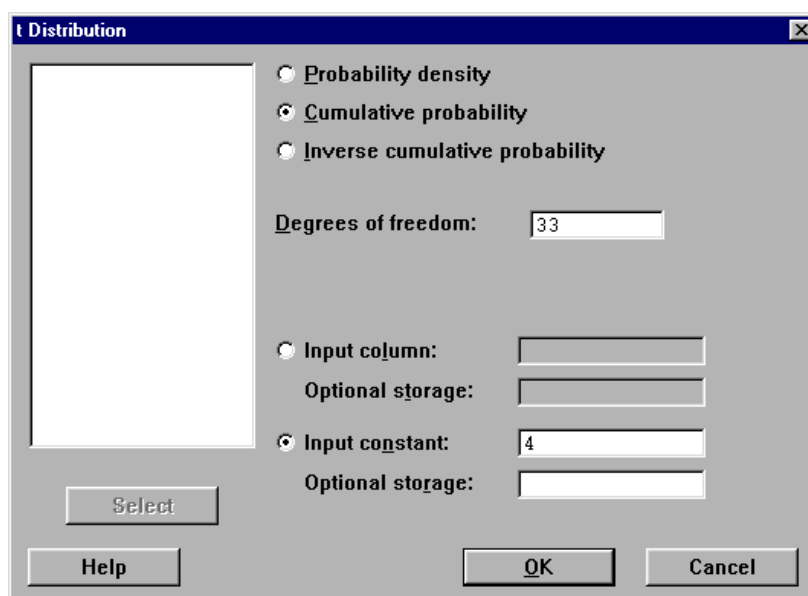 t Distribution
Probability density
Cumulative probability
Inverse cumulative probability
Degrees of freedom: 33
Input column:
Optional storage:
Input constant: 4
Optional storage:
Select
Help OK Cancel